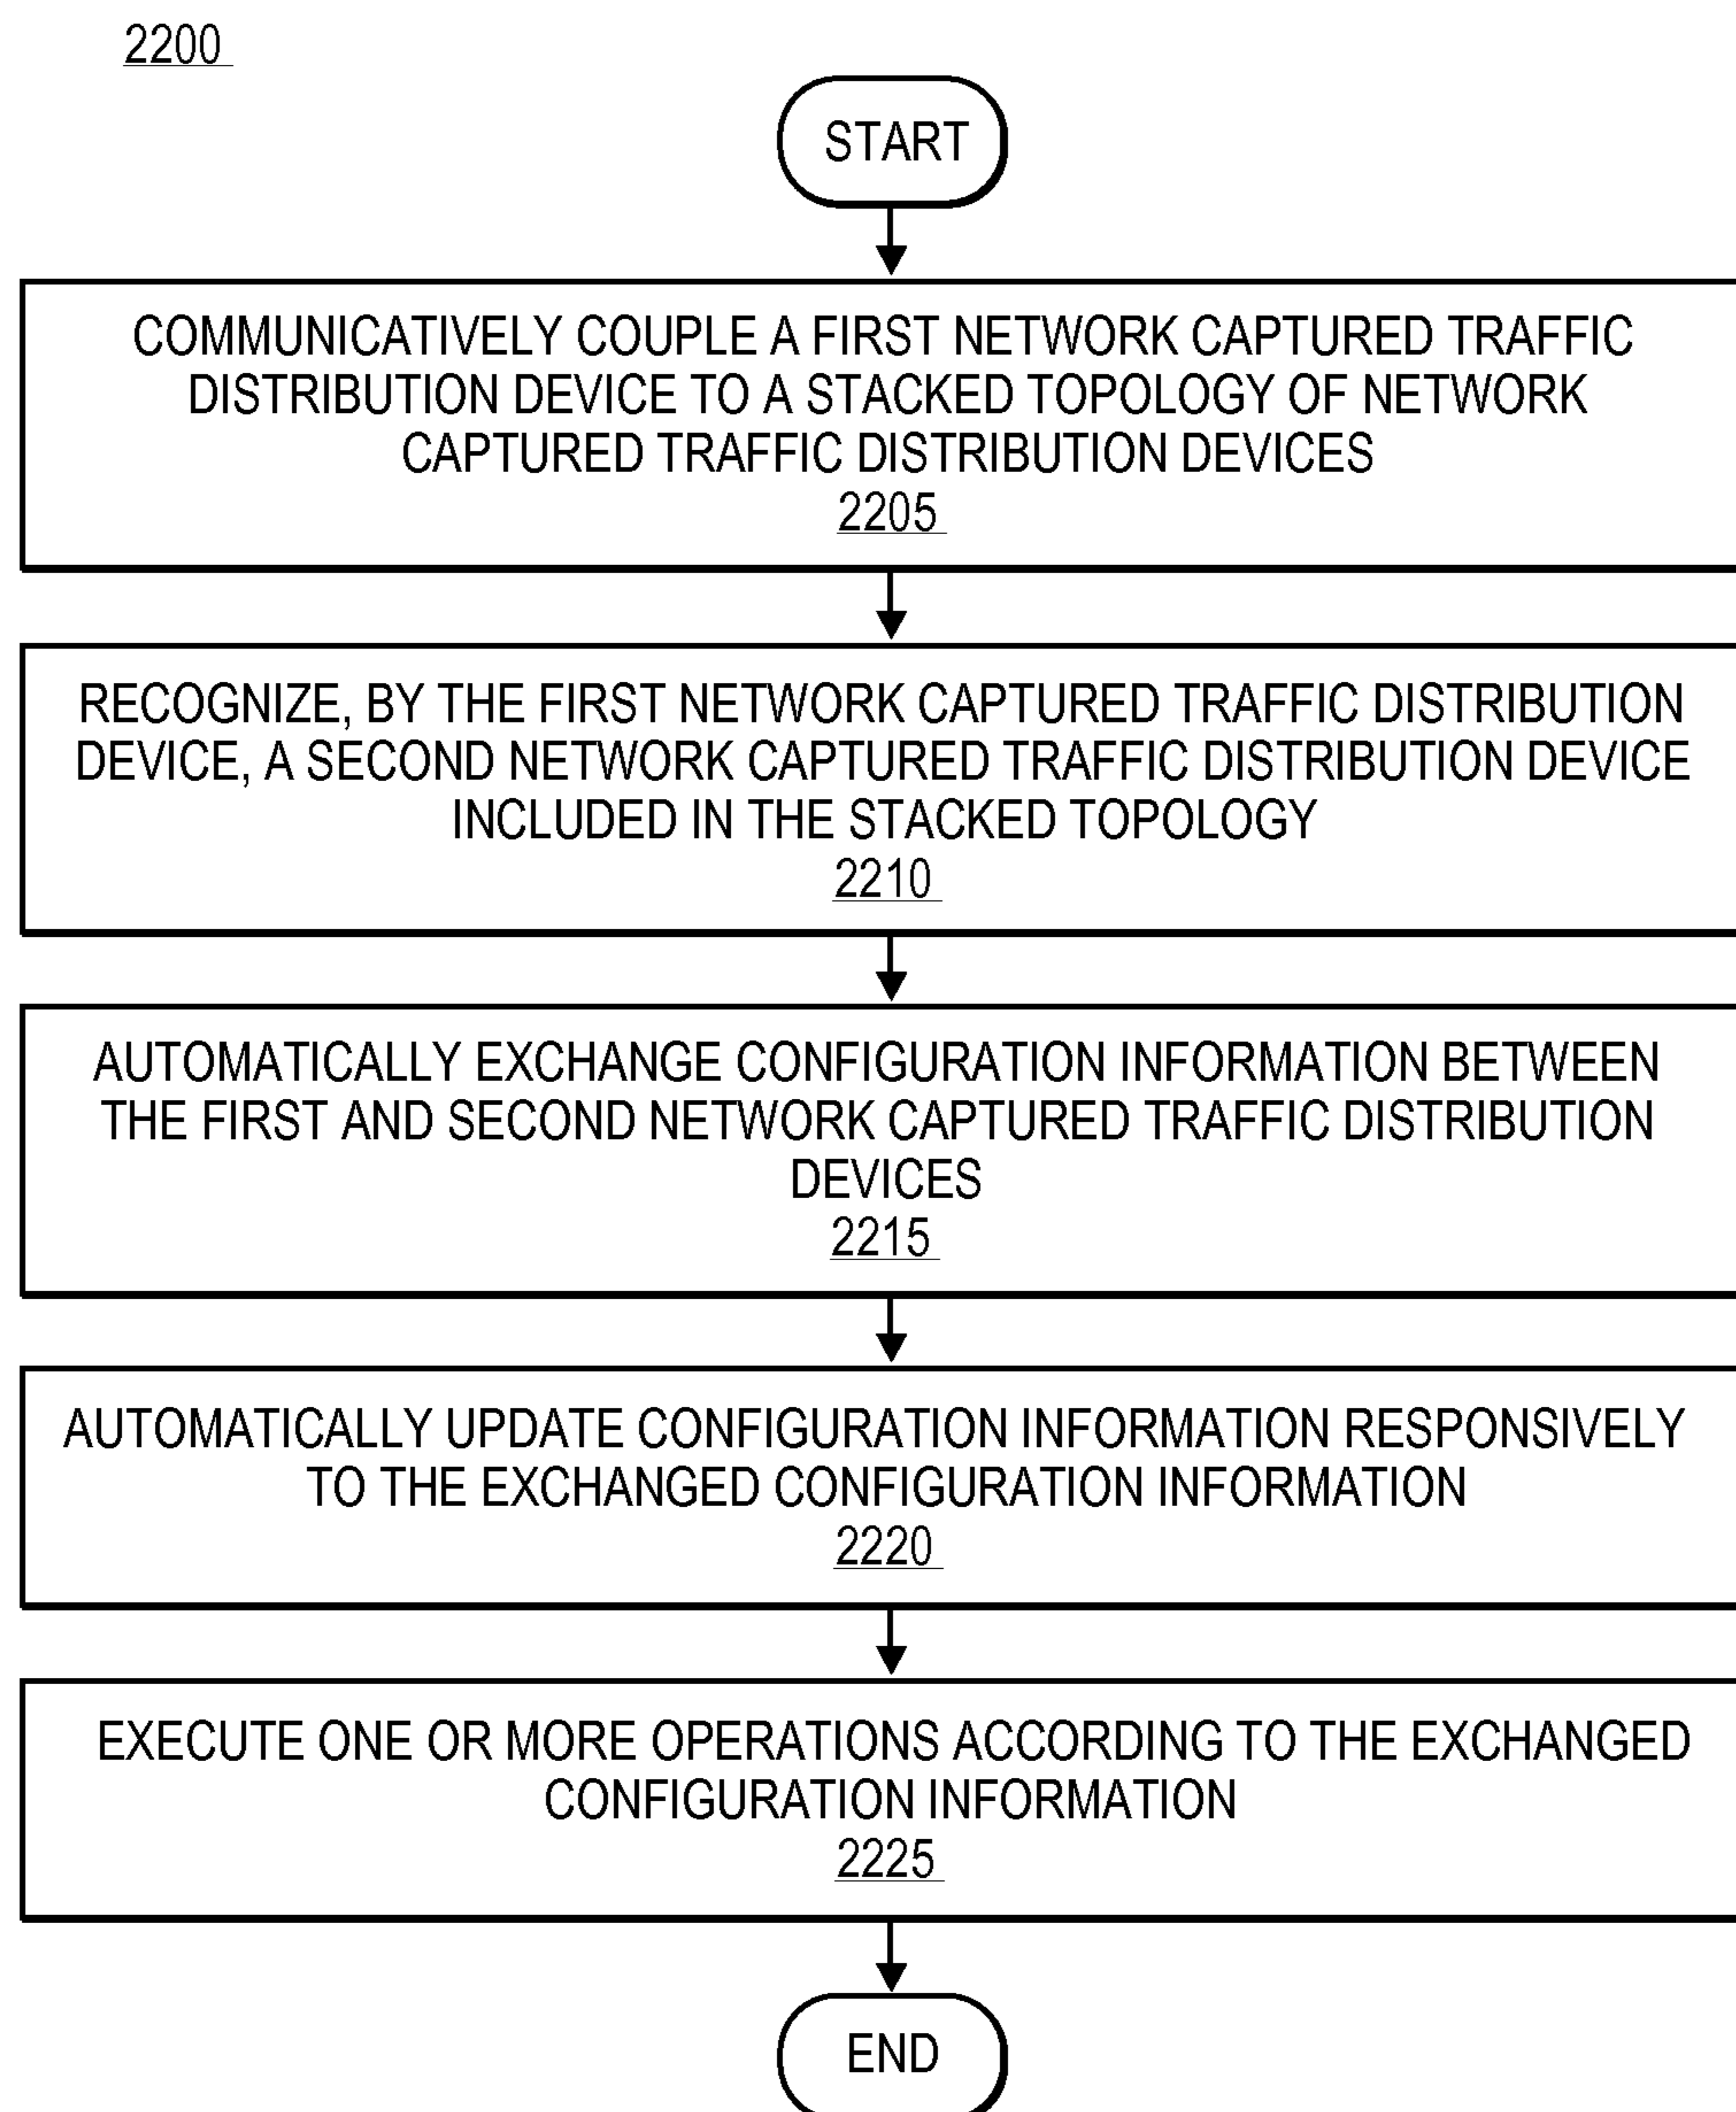 2200
START
COMMUNICATIVELY COUPLE A FIRST NETWORK CAPTURED TRAFFIC
DISTRIBUTION DEVICE TO A STACKED TOPOLOGY OF NETWORK
CAPTURED TRAFFIC DISTRIBUTION DEVICES
2205
RECOGNIZE, BY THE FIRST NETWORK CAPTURED TRAFFIC DISTRIBUTION
DEVICE, A SECOND NETWORK CAPTURED TRAFFIC DISTRIBUTION DEVICE
INCLUDED IN THE STACKED TOPOLOGY
2210
AUTOMATICALLY EXCHANGE CONFIGURATION INFORMATION BETWEEN
THE FIRST AND SECOND NETWORK CAPTURED TRAFFIC DISTRIBUTION
DEVICES
2215
AUTOMATICALLY UPDATE CONFIGURATION INFORMATION RESPONSIVELY
TO THE EXCHANGED CONFIGURATION INFORMATION
2220
EXECUTE ONE OR MORE OPERATIONS ACCORDING TO THE EXCHANGED
CONFIGURATION INFORMATION
2225
END